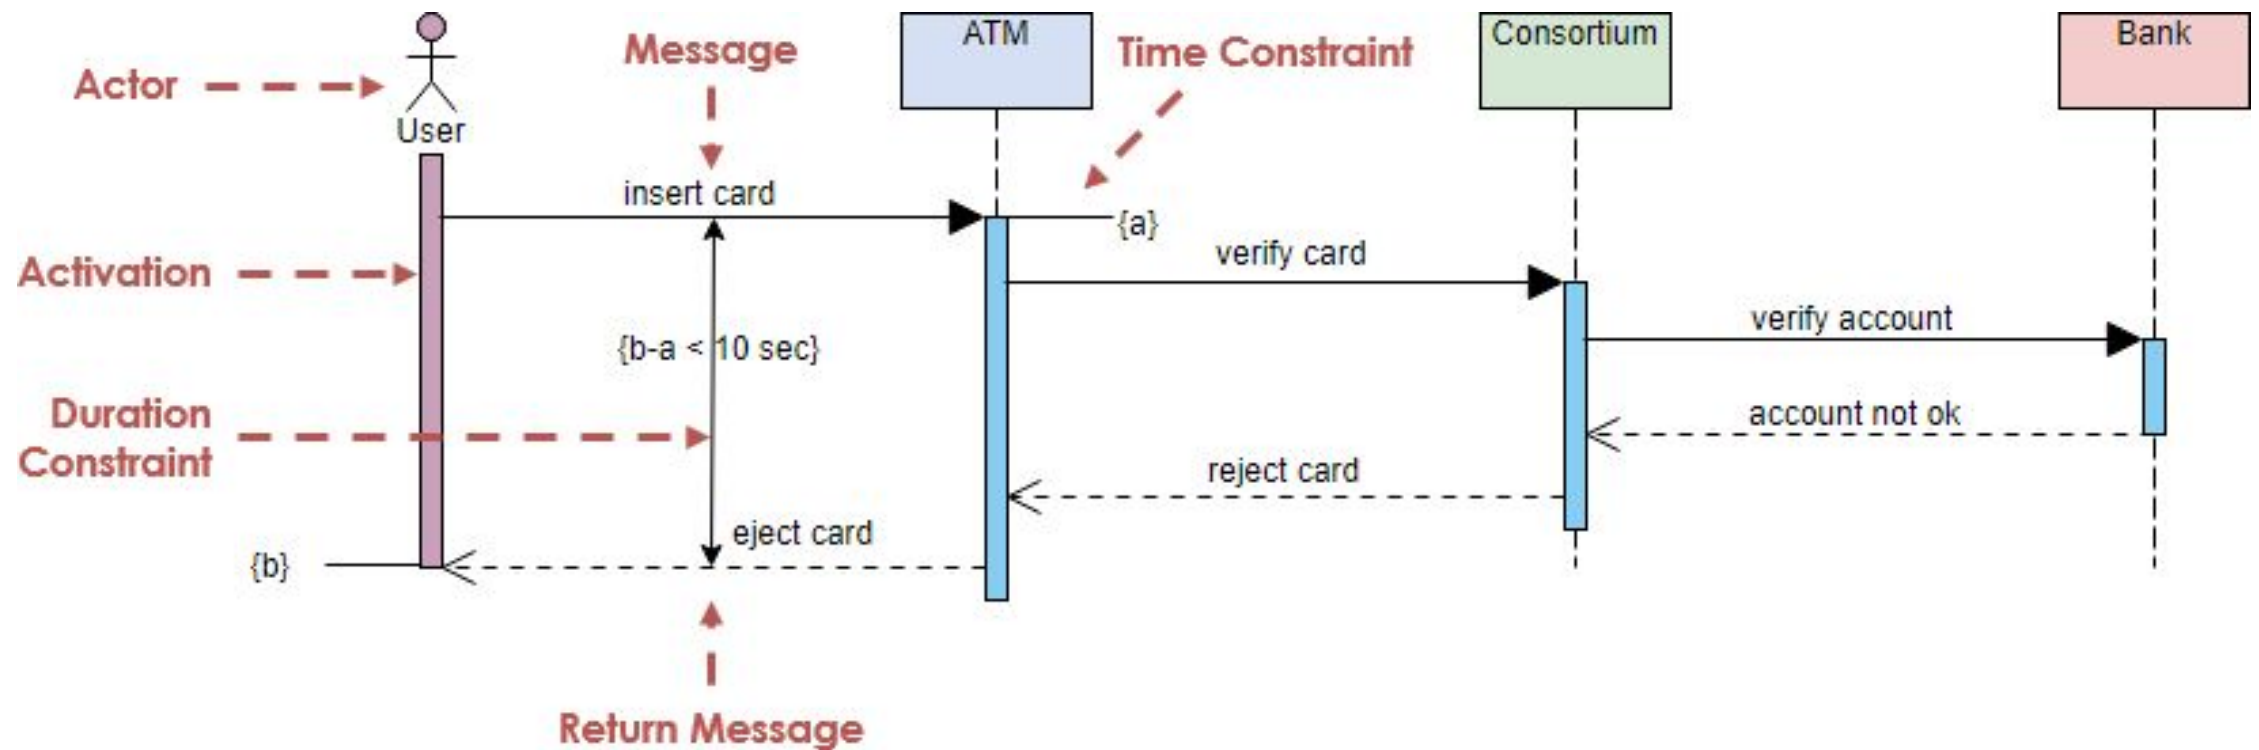 ATM
Consortium
Bank
Message
Time Constraint
Actor
User
insert card
{a}
verify card
Activation
verify account
{b-a < 10 sec}
Duration
Constraint
account not ok
reject card
eject card
{b}
Return Message